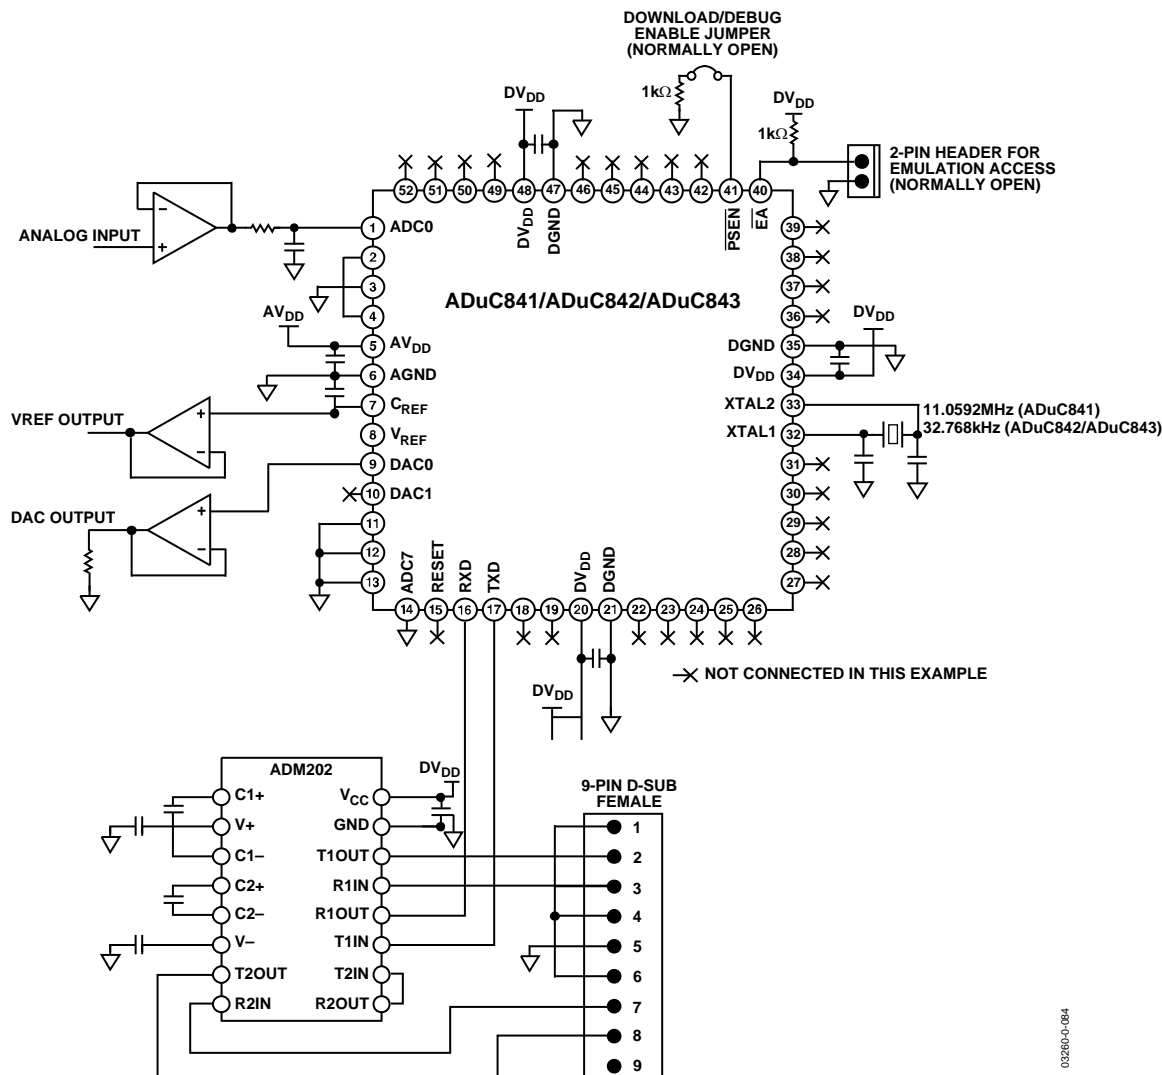 DOWNLOAD/DEBUG
ENABLE JUMPER
(NORMALLY OPEN)
1kΩ
DVDD
DVDD
1kΩ
2-PIN HEADER FOR
EMULATION ACCESS
(NORMALLY OPEN)
52 51 50 49 48 47 46 45 44 43 42 41 40
DVDD
DGND
PSEN
EA
ANALOG INPUT
− +
1 ADC0
2
3
4
ADuC841/ADuC842/ADuC843
AVDD
5 AVDD
6 AGND
7 CREF
8 VREF
9 DAC0
10 DAC1
11
12
13
VREF OUTPUT
+ −
DAC OUTPUT
+ −
39
38
37
36
DVDD
DGND 35
DVDD 34
XTAL2 33
XTAL1 32
11.0592MHz (ADuC841)
32.768kHz (ADuC842/ADuC843)
31
30
29
28
27
ADC7
RESET
RXD
TXD
DVDD
DGND
14 15 16 17 18 19 20 21 22 23 24 25 26
NOT CONNECTED IN THIS EXAMPLE
DVDD
ADM202
DVDD
C1+ VCC
V+ GND
C1− T1OUT
C2+ R1IN
C2− R1OUT
V− T1IN
T2OUT T2IN
R2IN R2OUT
9-PIN D-SUB
FEMALE
1
2
3
4
5
6
7
8
9
03260-0-084